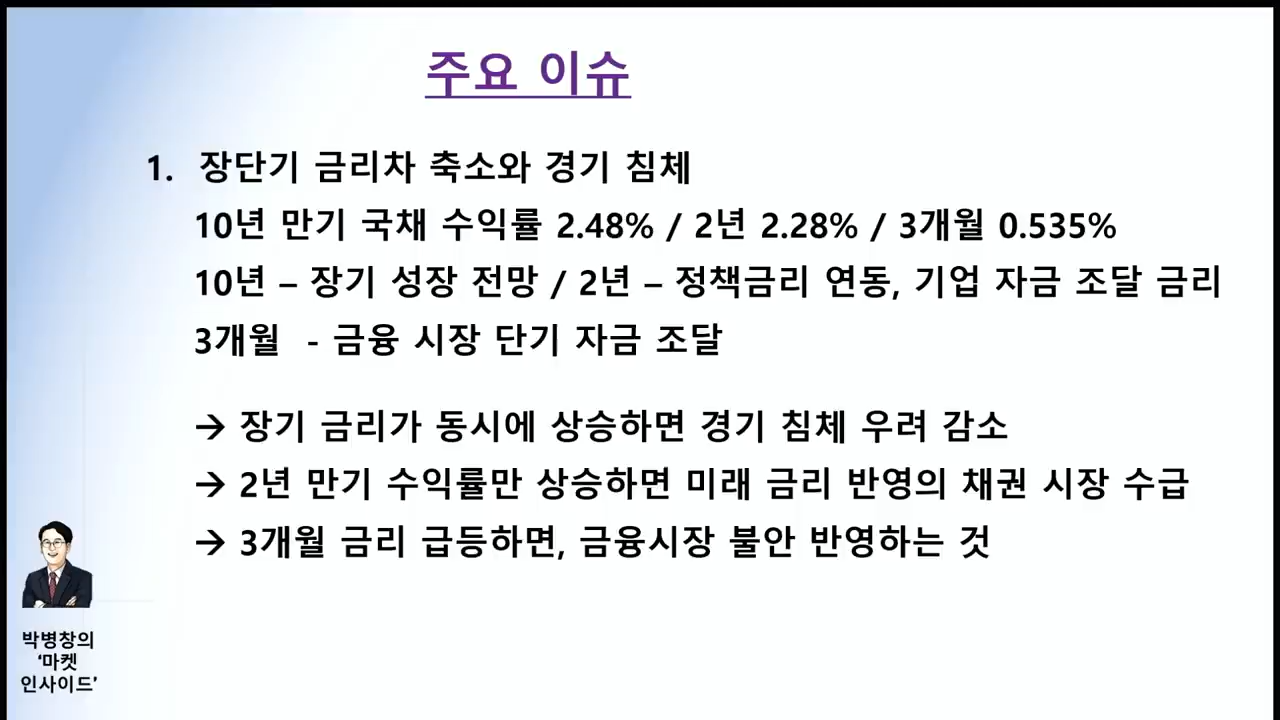 주요 이슈
1. 장단기 금리차 축소와 경기 침체
10년 만기 국채 수익률 2.48% / 2년 2.28% / 3개월 0.535%
10년 – 장기 성장 전망 / 2년 – 정책금리 연동, 기업 자금 조달 금리
3개월 - 금융 시장 단기 자금 조달
→ 장기 금리가 동시에 상승하면 경기 침체 우려 감소
→ 2년 만기 수익률만 상승하면 미래 금리 반영의 채권 시장 수급
→ 3개월 금리 급등하면, 금융시장 불안 반영하는 것
박병창의
‘마켓
인사이드’